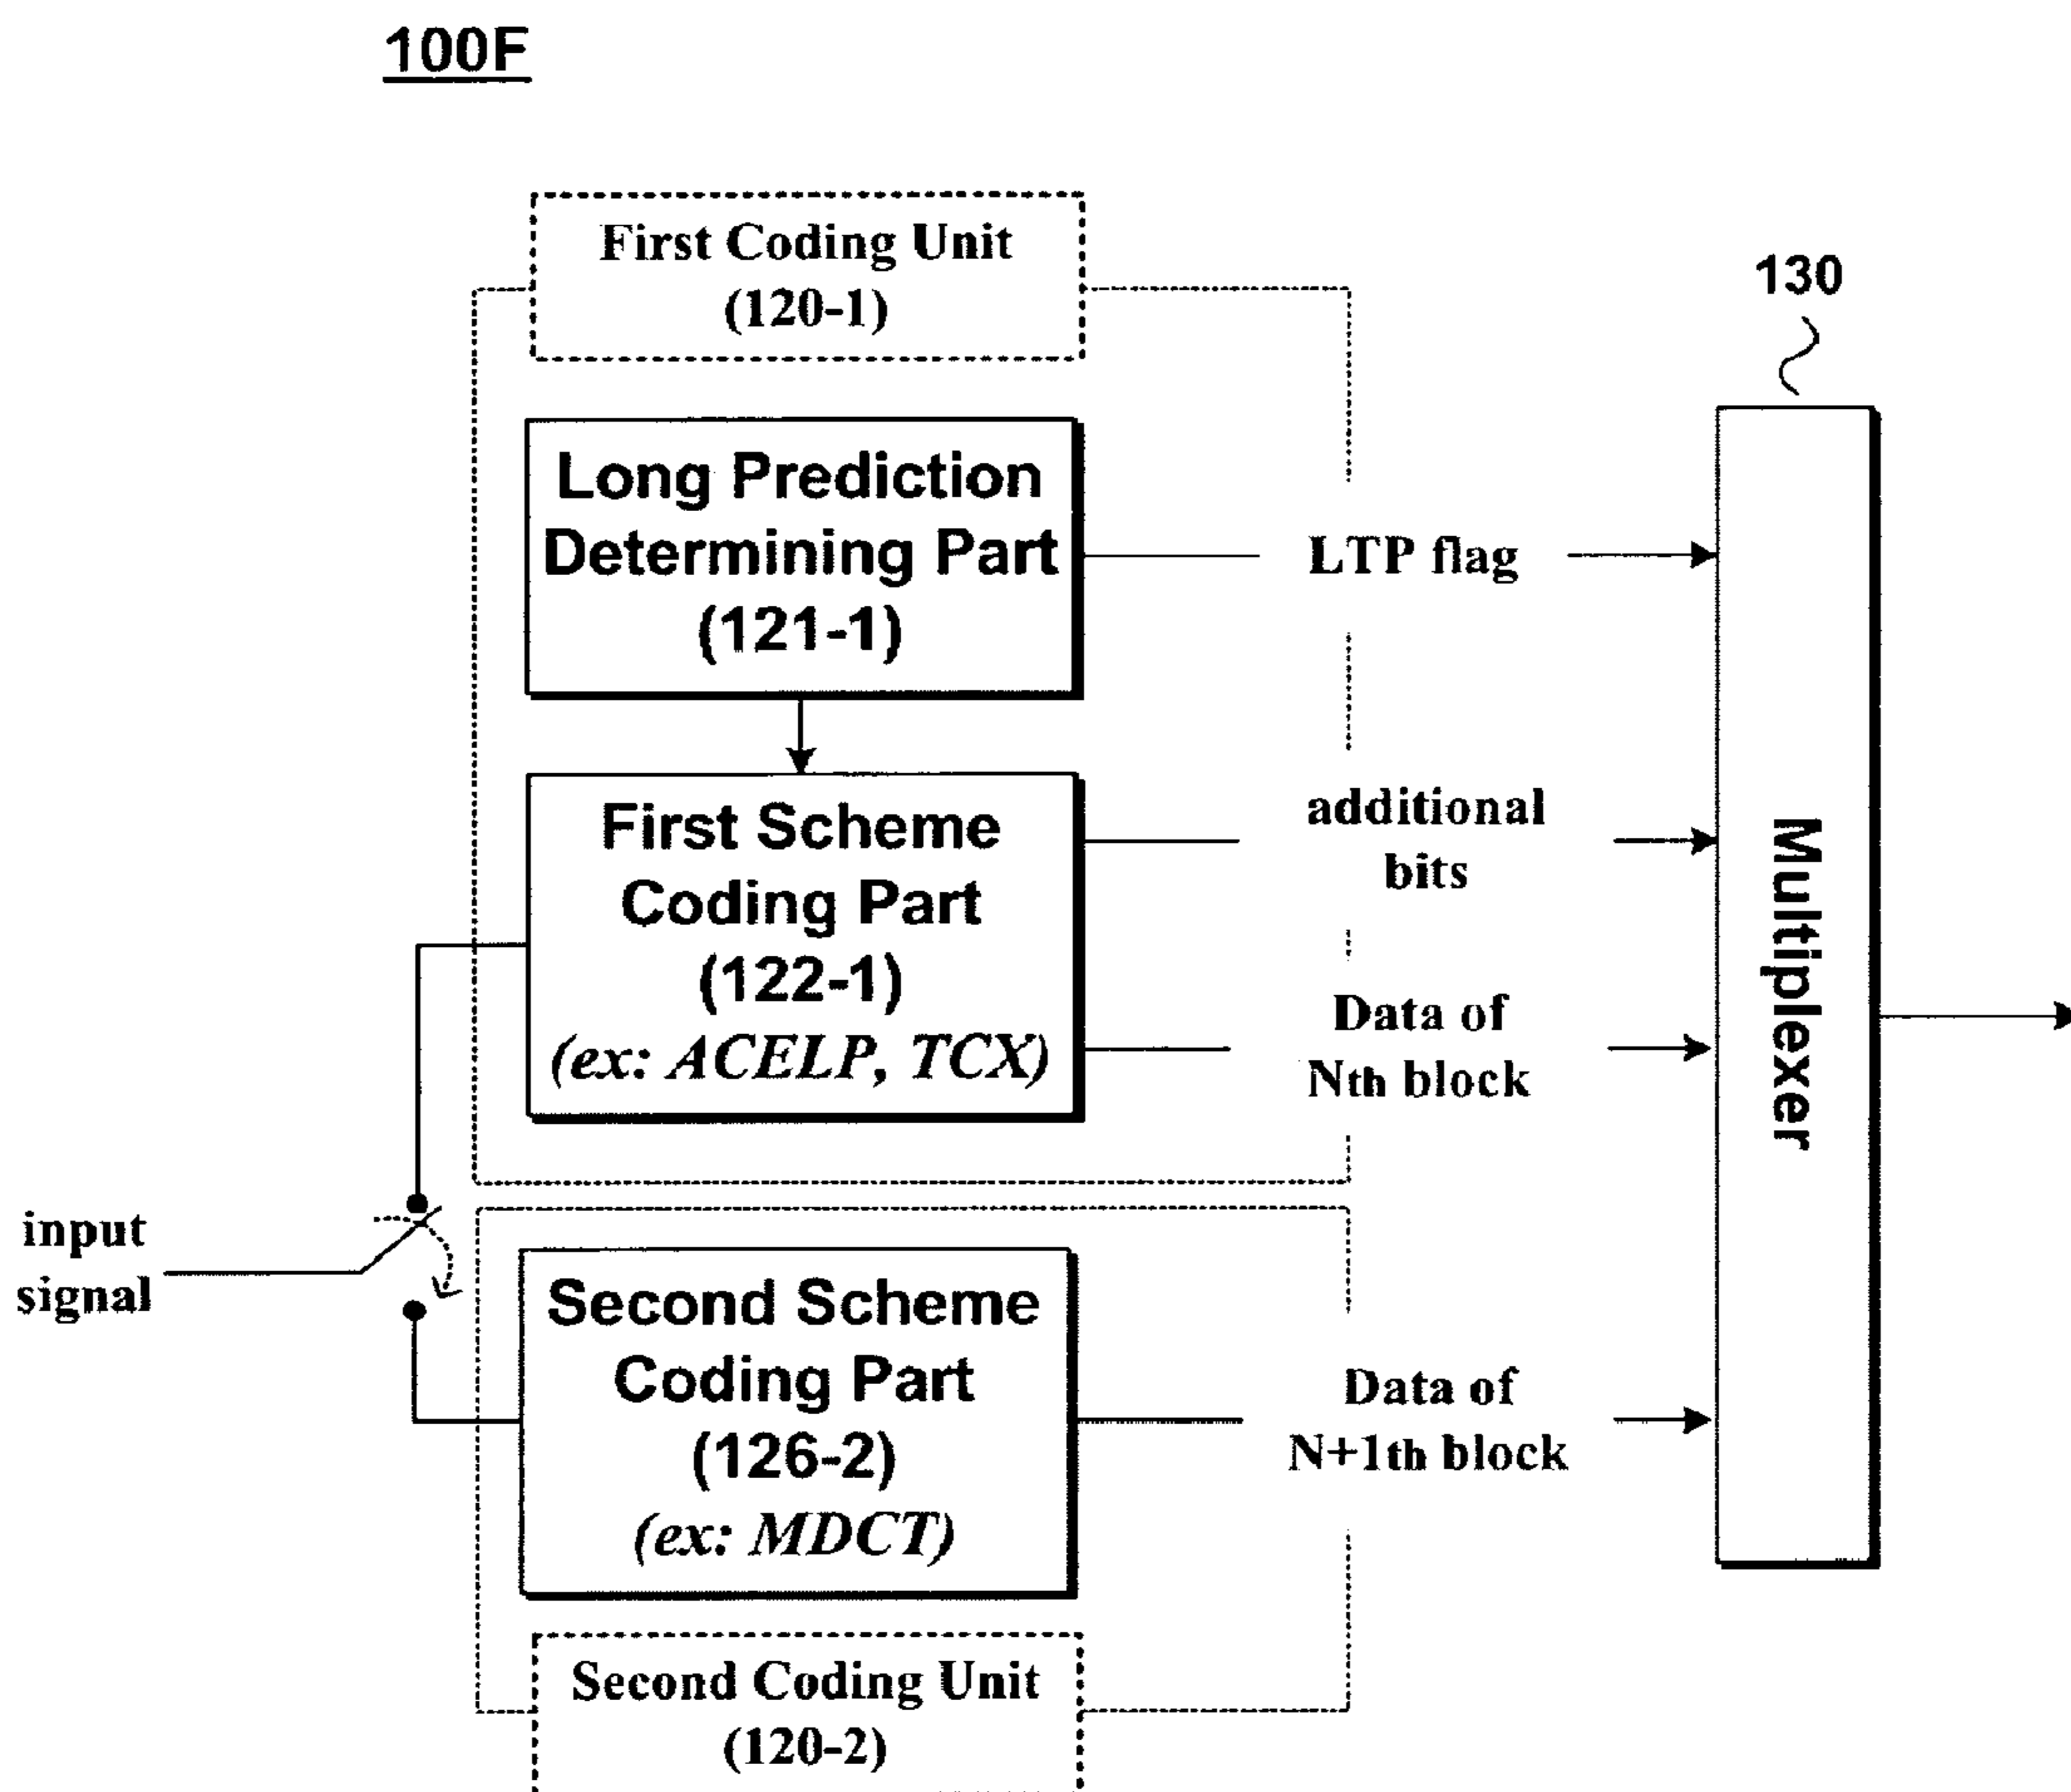 100F
First Coding Unit
(120-1)
130
Long Prediction
Determining Part
(121-1)
LTP flag
First Scheme
Coding Part
(122-1)
(ex: ACELP, TCX)
additional
bits
Data of
Nth block
Multiplexer
input
signal
Second Scheme
Coding Part
(126-2)
(ex: MDCT)
Data of
N+1th block
Second Coding Unit
(120-2)